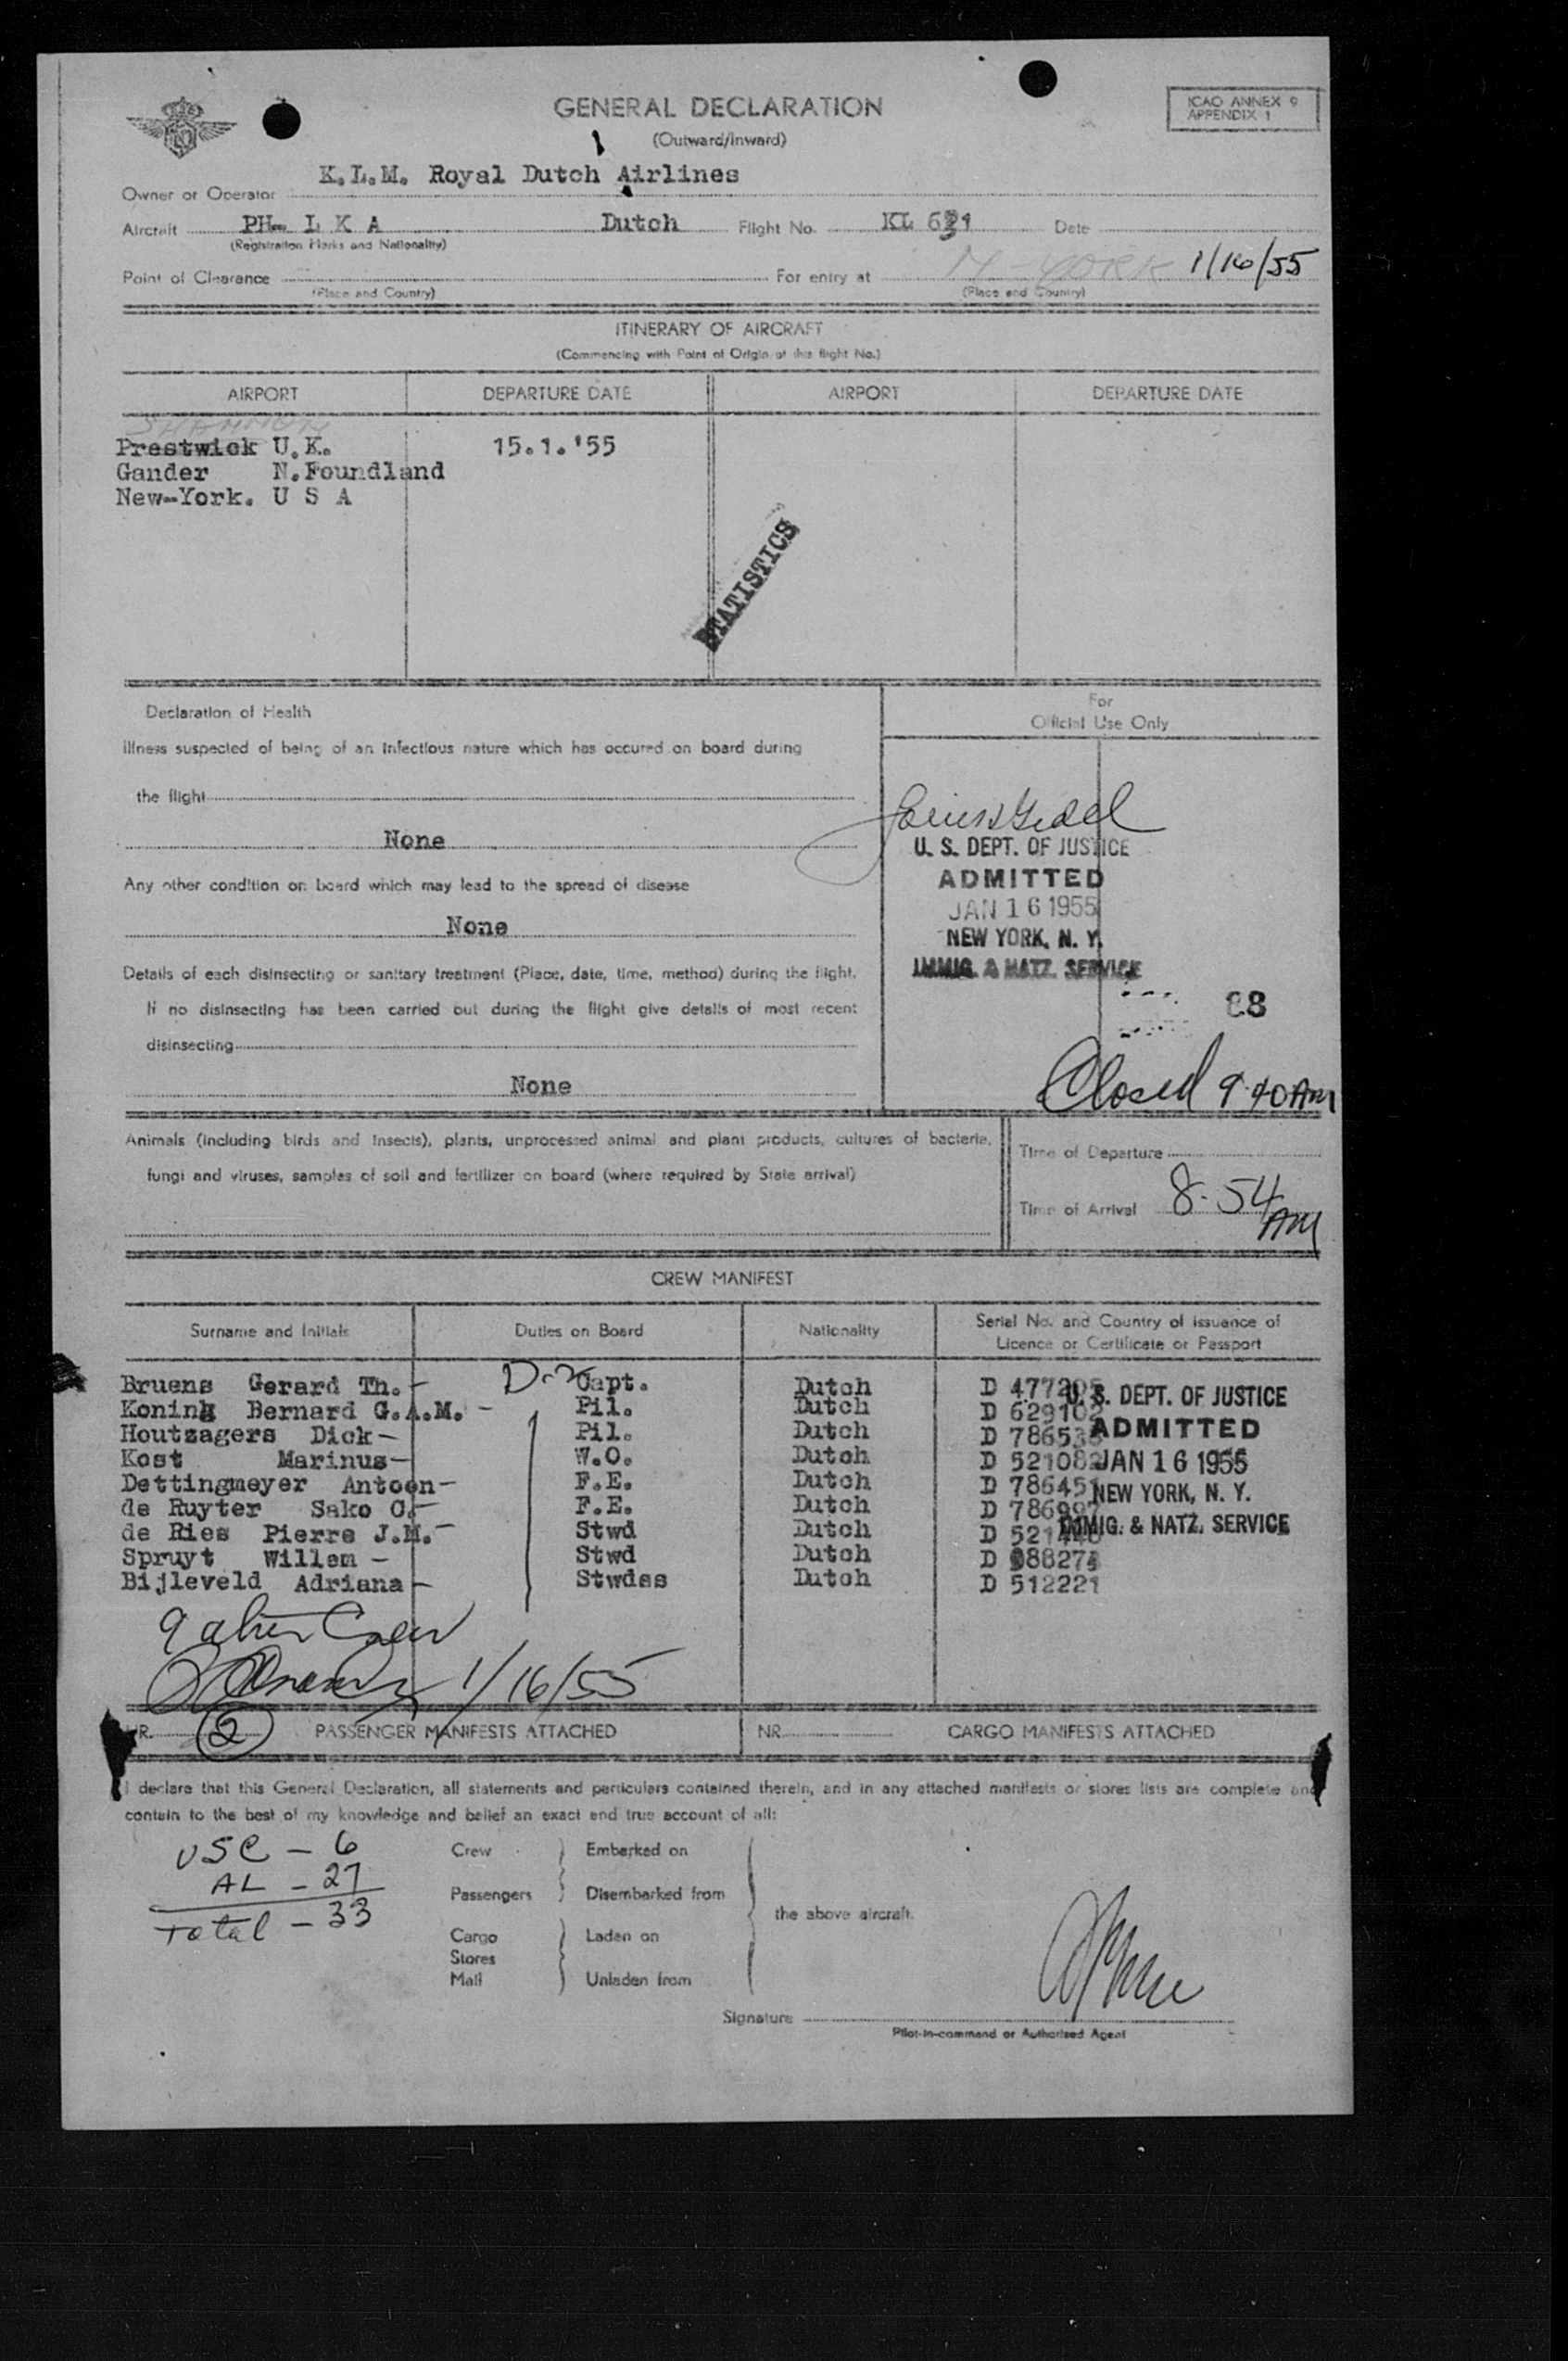 GENERAL DECLARATION
(Outward/Inward)
ICAO ANNEX 9
APPENDIX 1
Owner or Operator K.L.M. Royal Dutch Airlines
Aircraft PH- L K A Dutch Flight No. KL 631 Date
(Registration Marks and Nationality)
Point of Clearance For entry at N YORK 1/16/55
(Place and Country) (Place and Country)
ITINERARY OF AIRCRAFT
(Commencing with Point of Origin of this flight No.)
AIRPORT DEPARTURE DATE AIRPORT DEPARTURE DATE
SHANNON
Prestwick U.K. 15.1.'55
Gander N.Foundland
New-York. U S A
STATISTICS
Declaration of Health
For
Official Use Only
Illness suspected of being of an infectious nature which has occured on board during
the flight
None
U. S. DEPT. OF JUSTICE
ADMITTED
JAN 16 1955
NEW YORK, N. Y.
IMMIG. & NATZ. SERVICE
Any other condition on board which may lead to the spread of disease
None
Details of each disinsecting or sanitary treatment (Place, date, time, method) during the flight.
If no disinsecting has been carried out during the flight give details of most recent
disinsecting
None
Closed 9:40 AM
Animals (including birds and insects), plants, unprocessed animal and plant products, cultures of bacteria,
fungi and viruses, samples of soil and fertilizer on board (where required by State arrival)
Time of Departure
Time of Arrival 8-54 AM
CREW MANIFEST
Surname and Initials Duties on Board Nationality Serial No. and Country of issuance of
Licence or Certificate or Passport
Bruens Gerard Th. - Capt. Dutch D
Koning Bernard G.A.M. - Pil. Dutch D
Houtzagers Dick - Pil. Dutch D
Kost Marinus - W.O. Dutch D
Dettingmeyer Antoon - F.E. Dutch D 786451
de Ruyter Sako C. - F.E. Dutch D
de Ries Pierre J.M. - Stwd Dutch D
Spruyt Willem - Stwd Dutch D
Bijleveld Adriana - Stwdss Dutch D 512221
U. S. DEPT. OF JUSTICE
ADMITTED
JAN 16 1955
NEW YORK, N. Y.
IMMIG. & NATZ. SERVICE
9 alien Crew
1/16/55
NR. 2 PASSENGER MANIFESTS ATTACHED NR. CARGO MANIFESTS ATTACHED
I declare that this General Declaration, all statements and particulars contained therein, and in any attached manifests or stores lists are complete and
contain to the best of my knowledge and belief an exact and true account of all:
USC - 6
AL - 27
Total - 33
Crew Embarked on
Passengers Disembarked from
the above aircraft.
Cargo Laden on
Stores
Mail Unladen from
Signature
Pilot-in-command or Authorized Agent